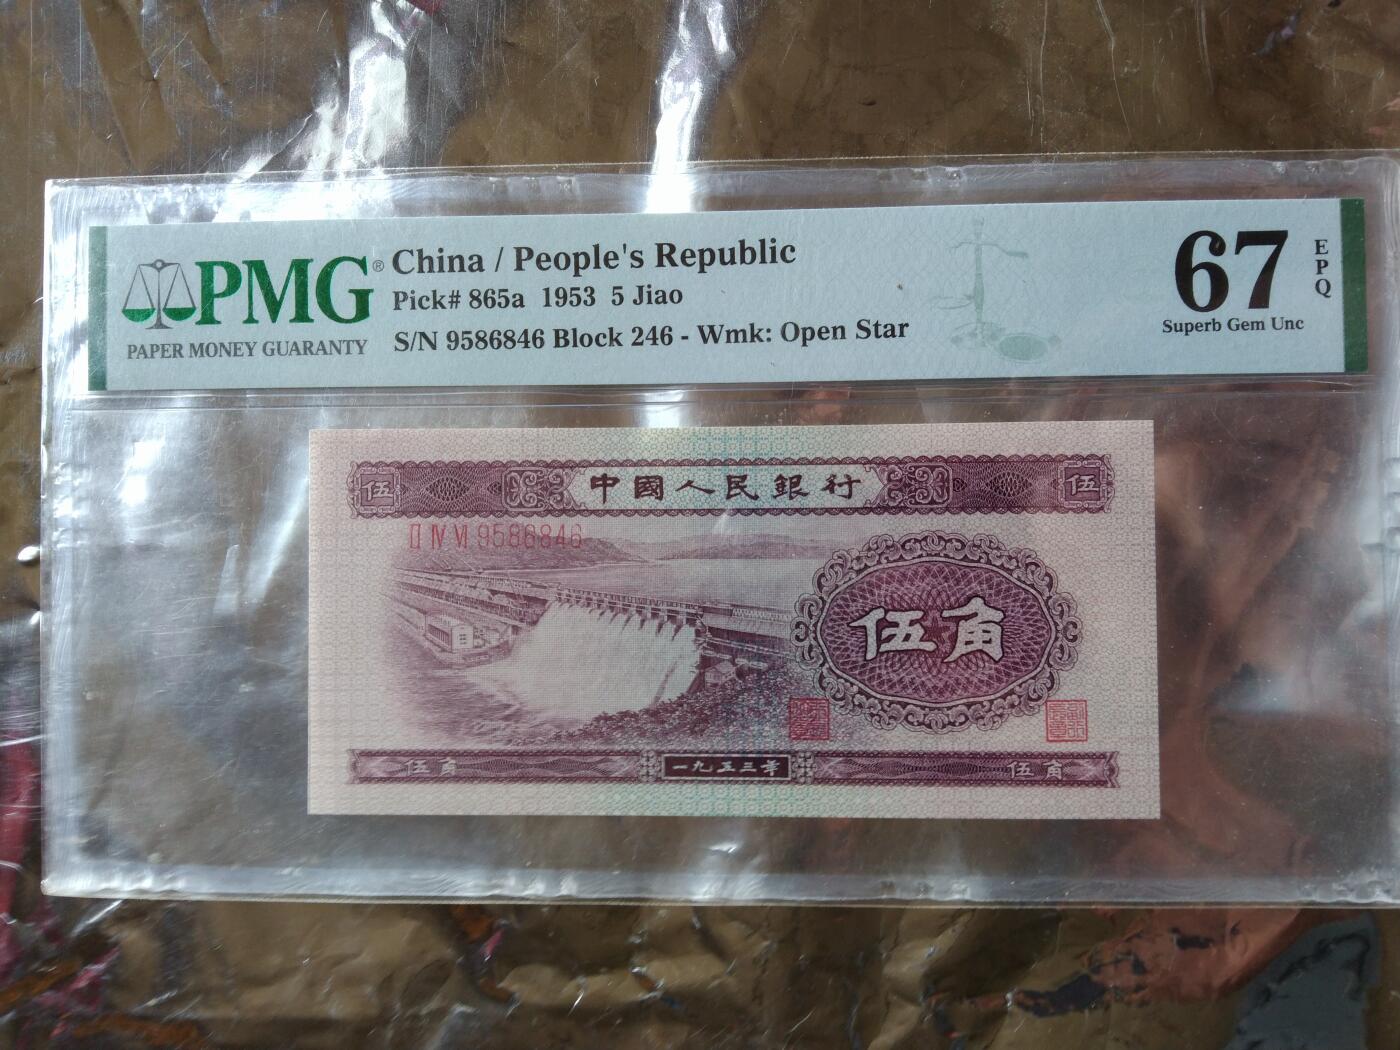 PMG®
PAPER MONEY GUARANTY
China / People's Republic
Pick# 865a 1953 5 Jiao
S/N 9586846 Block 246 - Wmk: Open Star
67
EPQ
Superb Gem Unc
伍 中國人民銀行 伍
Ⅱ Ⅳ Ⅵ 9586846
伍角
伍角 一九五三年 伍角